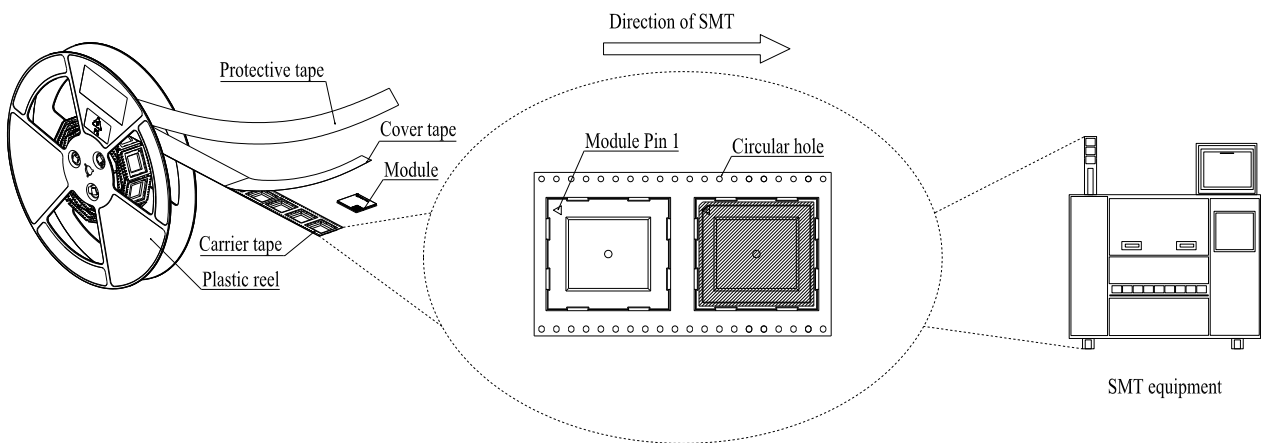 Direction of SMT
Protective tape
Cover tape
Module
Carrier tape
Plastic reel
Module Pin 1
Circular hole
SMT equipment